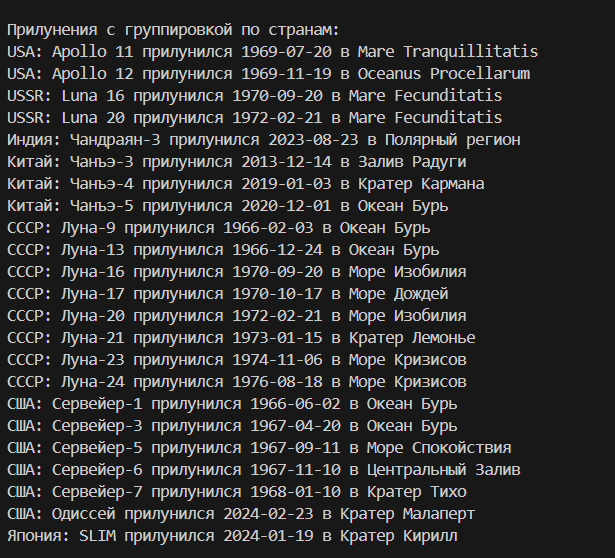 Прилунения с группировкой по странам:
USA: Apollo 11 прилунился 1969-07-20 в Mare Tranquillitatis
USA: Apollo 12 прилунился 1969-11-19 в Oceanus Procellarum
USSR: Luna 16 прилунился 1970-09-20 в Mare Fecunditatis
USSR: Luna 20 прилунился 1972-02-21 в Mare Fecunditatis
Индия: Чандраян-3 прилунился 2023-08-23 в Полярный регион
Китай: Чанъэ-3 прилунился 2013-12-14 в Залив Радуги
Китай: Чанъэ-4 прилунился 2019-01-03 в Кратер Кармана
Китай: Чанъэ-5 прилунился 2020-12-01 в Океан Бурь
СССР: Луна-9 прилунился 1966-02-03 в Океан Бурь
СССР: Луна-13 прилунился 1966-12-24 в Океан Бурь
СССР: Луна-16 прилунился 1970-09-20 в Море Изобилия
СССР: Луна-17 прилунился 1970-10-17 в Море Дождей
СССР: Луна-20 прилунился 1972-02-21 в Море Изобилия
СССР: Луна-21 прилунился 1973-01-15 в Кратер Лемонье
СССР: Луна-23 прилунился 1974-11-06 в Море Кризисов
СССР: Луна-24 прилунился 1976-08-18 в Море Кризисов
США: Сервейер-1 прилунился 1966-06-02 в Океан Бурь
США: Сервейер-3 прилунился 1967-04-20 в Океан Бурь
США: Сервейер-5 прилунился 1967-09-11 в Море Спокойствия
США: Сервейер-6 прилунился 1967-11-10 в Центральный Залив
США: Сервейер-7 прилунился 1968-01-10 в Кратер Тихо
США: Одиссей прилунился 2024-02-23 в Кратер Малаперт
Япония: SLIM прилунился 2024-01-19 в Кратер Кирилл